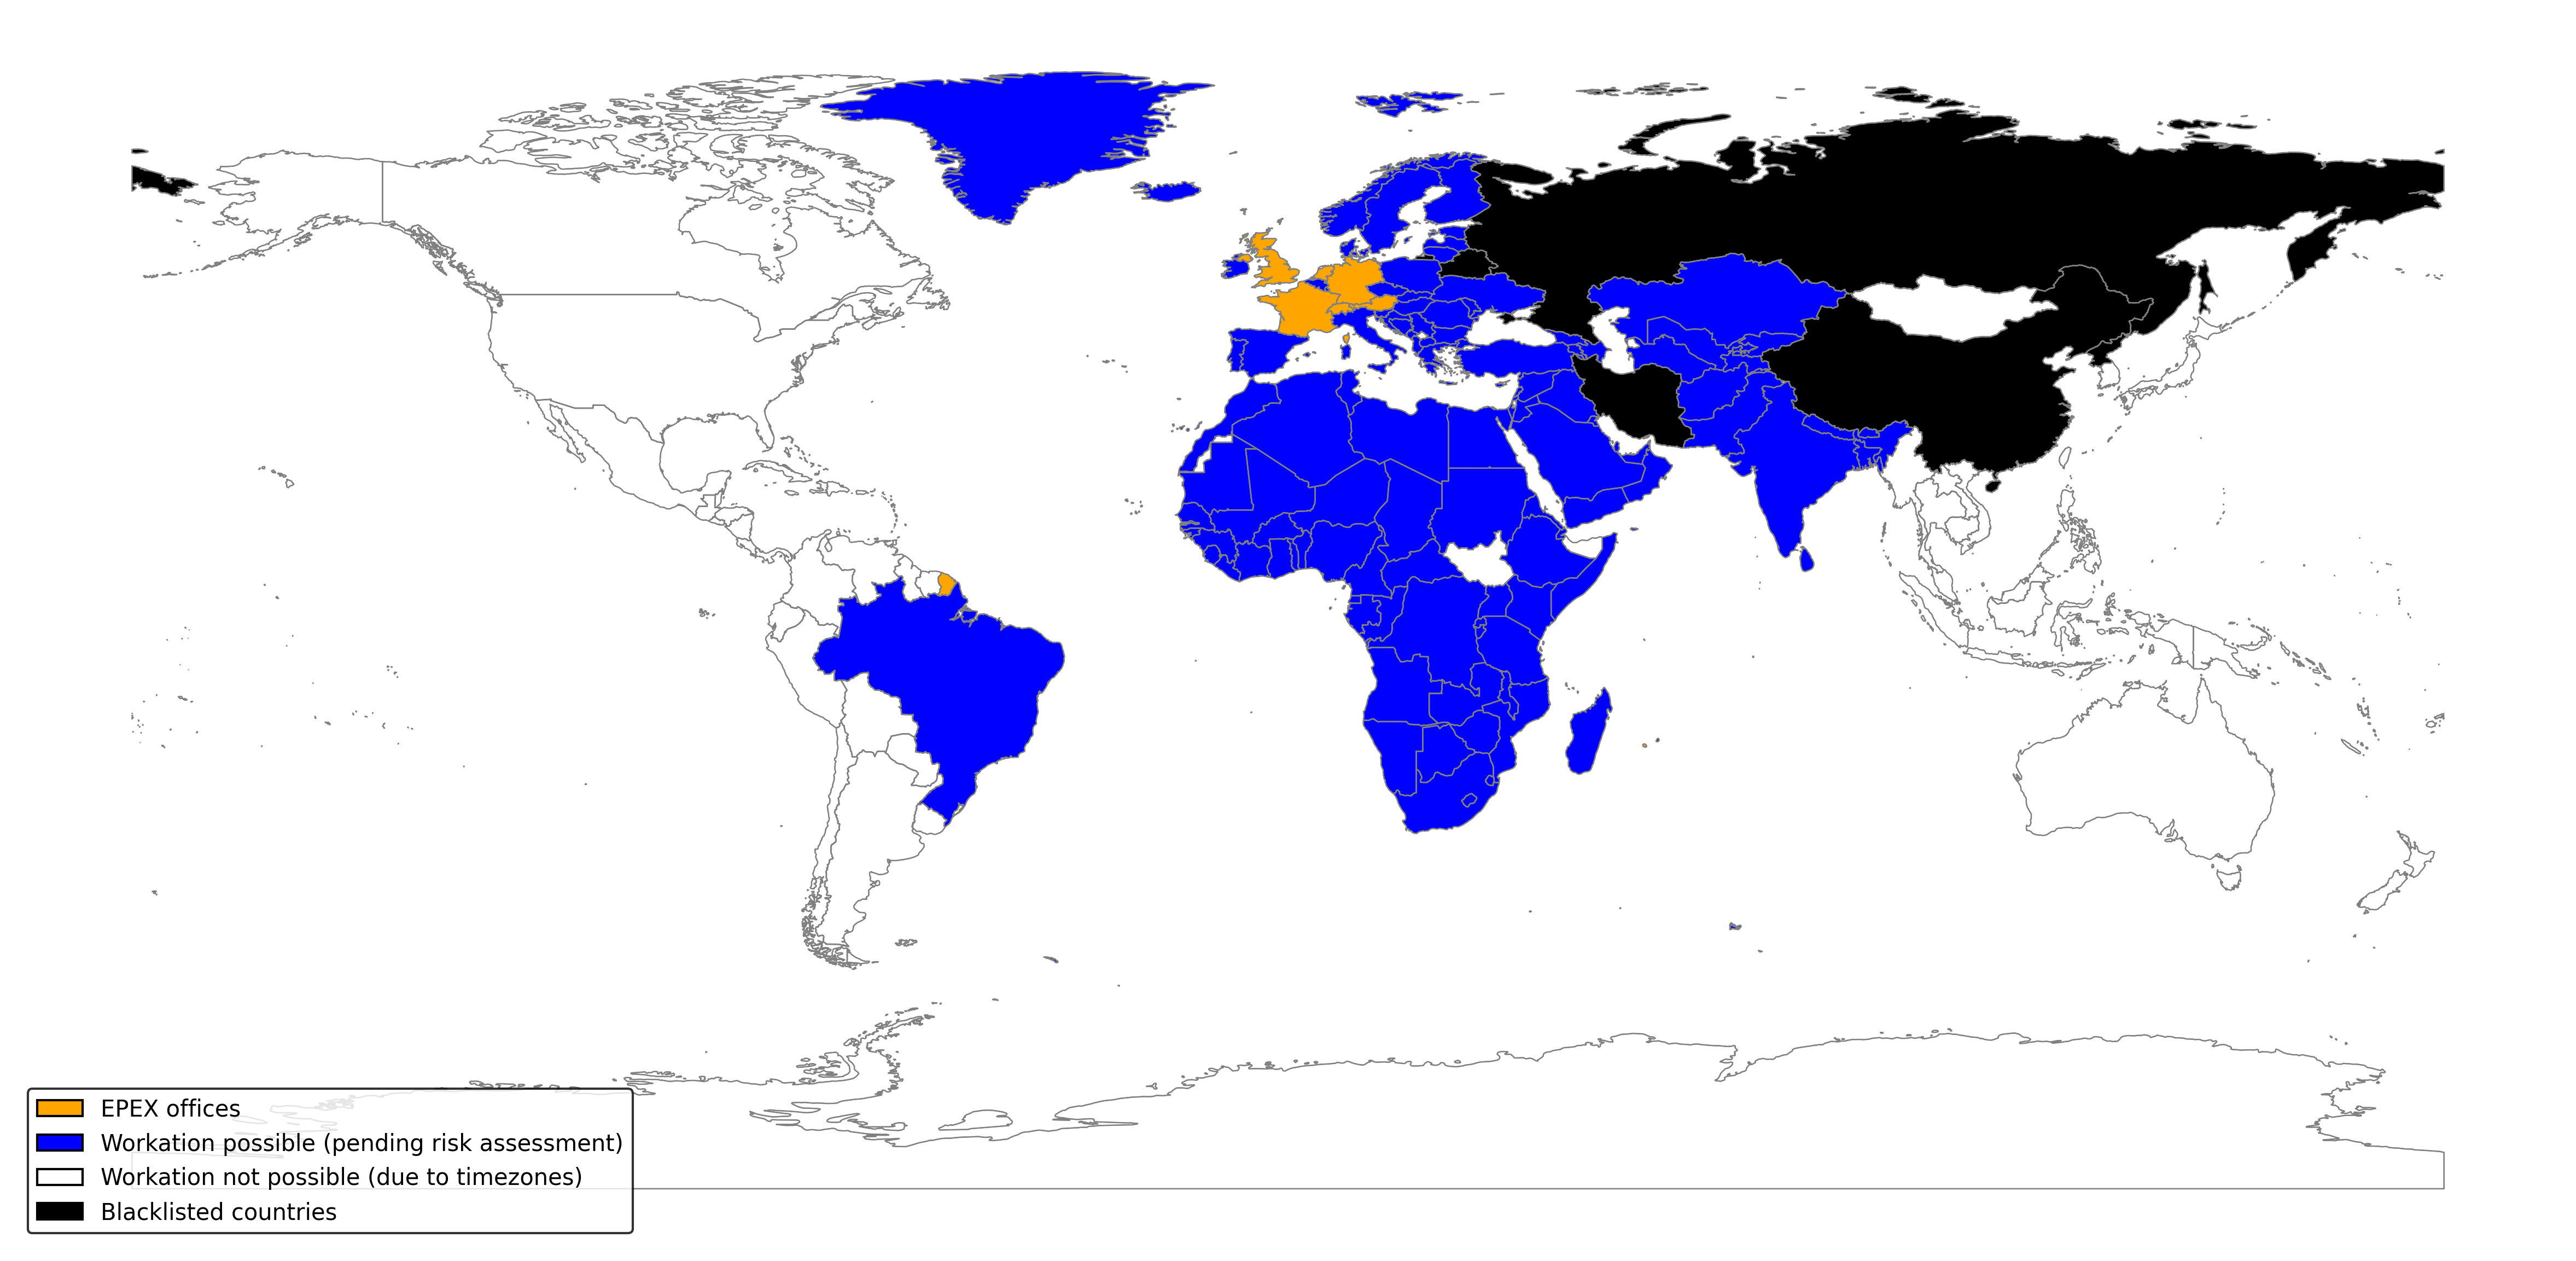 EPEX offices
Workation possible (pending risk assessment)
Workation not possible (due to timezones)
Blacklisted countries